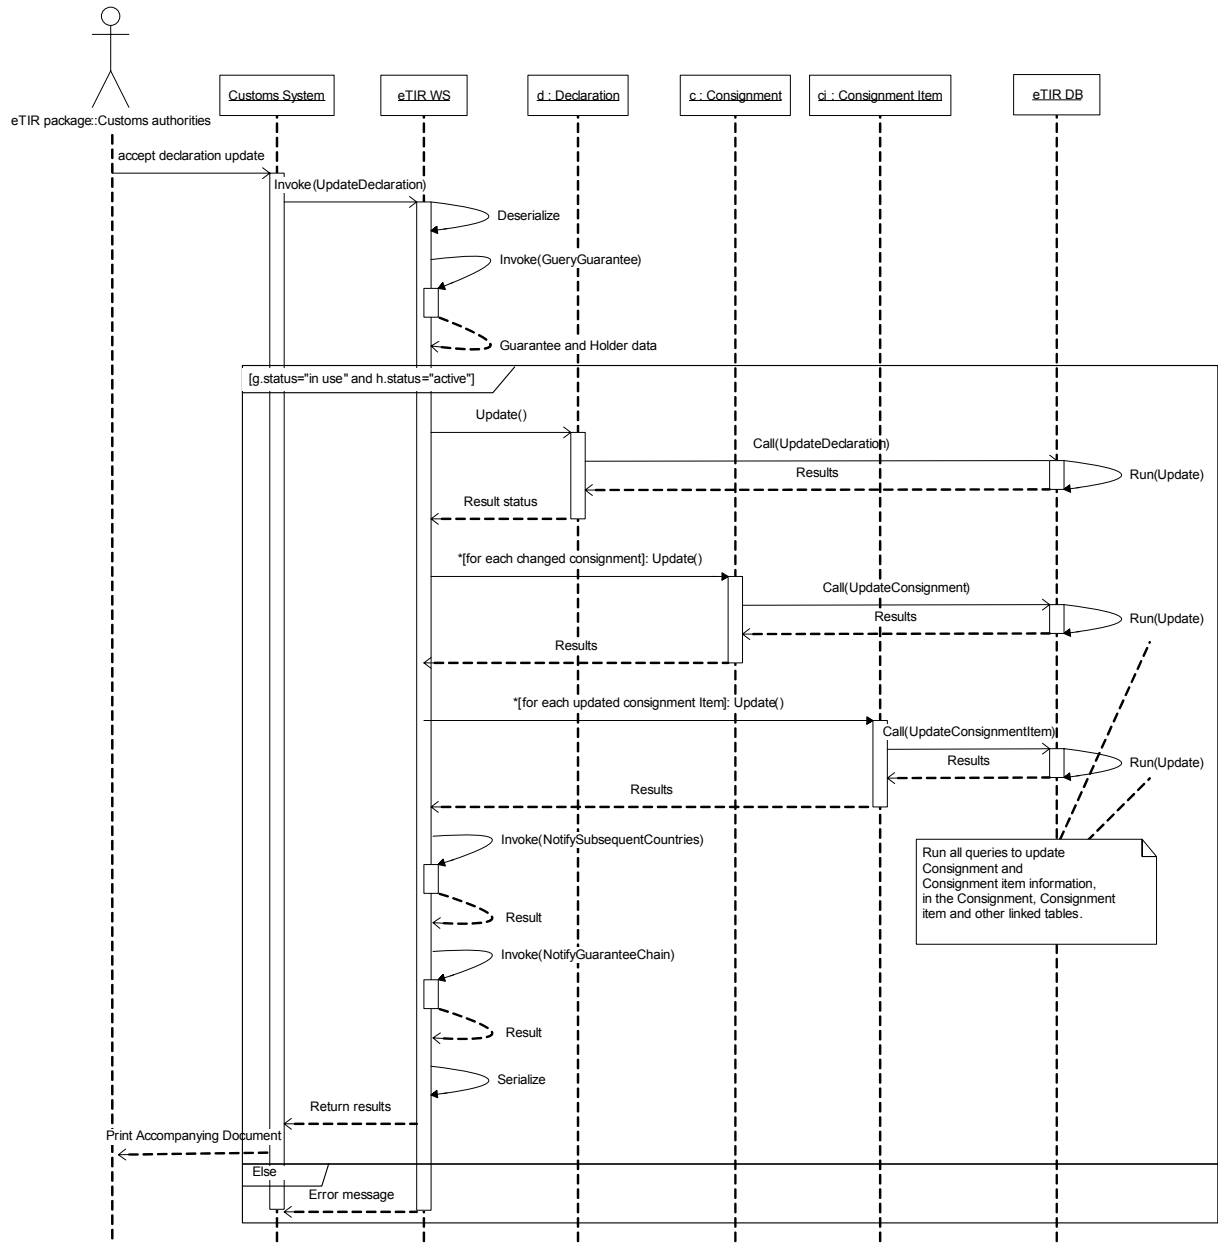 Customs System
eTIR WS
d : Declaration
c : Consignment
ci : Consignment Item
eTIR DB
eTIR package::Customs authorities
accept declaration update
Invoke(UpdateDeclaration)
Deserialize
Invoke(GueryGuarantee)
Guarantee and Holder data
[g.status="in use" and h.status="active"]
Update()
Call(UpdateDeclaration)
Results
Run(Update)
Result status
*[for each changed consignment]: Update()
Call(UpdateConsignment)
Results
Run(Update)
Results
*[for each updated consignment Item]: Update()
Call(UpdateConsignmentItem)
Results
Run(Update)
Results
Invoke(NotifySubsequentCountries)
Run all queries to update
Consignment and
Consignment item information,
in the Consignment, Consignment
item and other linked tables.
Result
Invoke(NotifyGuaranteeChain)
Result
Serialize
Return results
Print Accompanying Document
Else
Error message